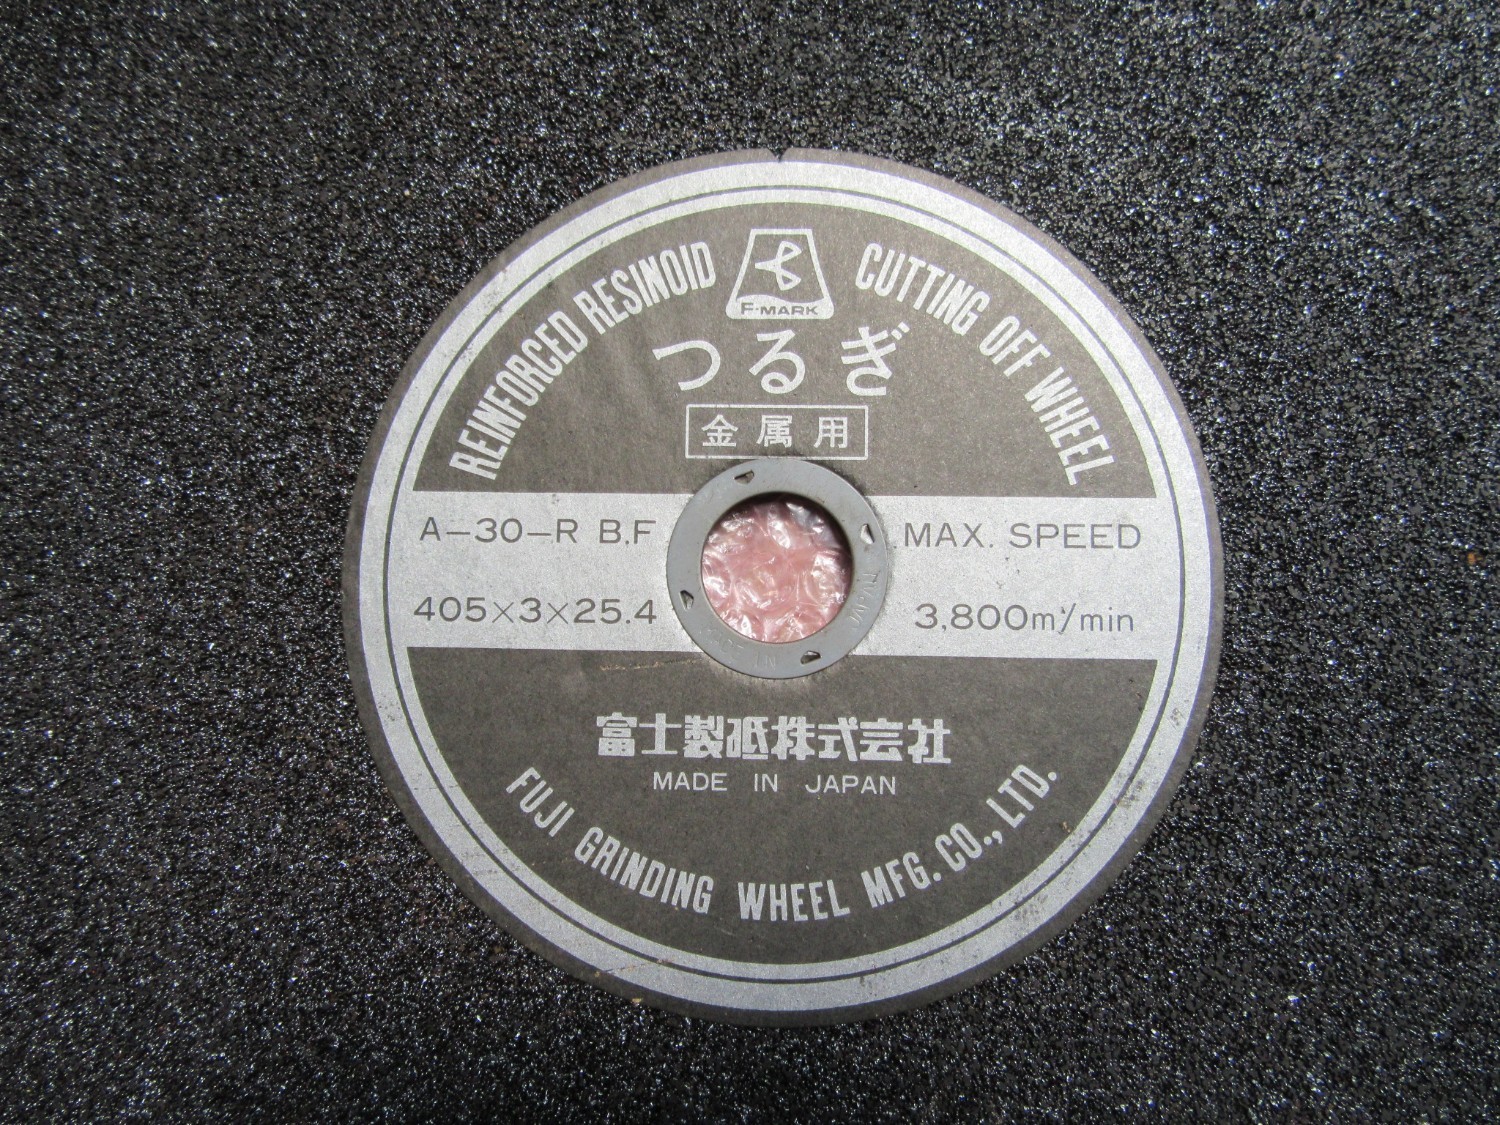 REINFORCED RESINOID CUTTING OFF WHEEL
F-MARK
つるぎ
金属用
A-30-R B.F
MAX. SPEED
405×3×25.4
3,800m/min
富士製砥株式会社
MADE IN JAPAN
FUJI GRINDING WHEEL MFG. CO., LTD.